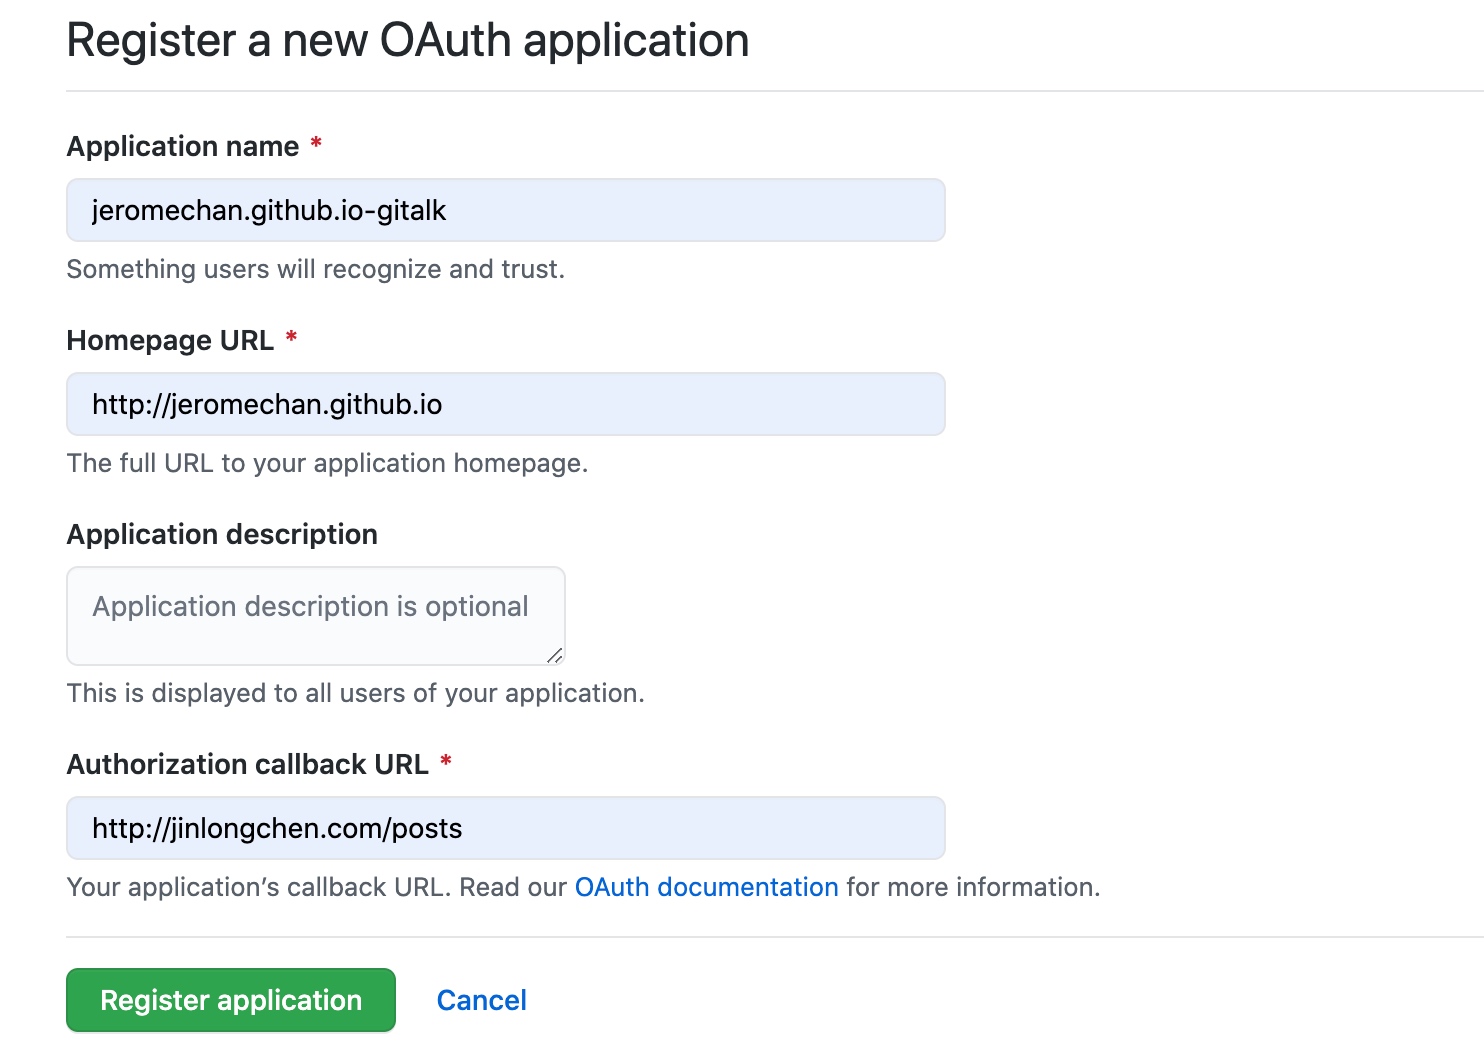 Register a new OAuth application
Application name *
jeromechan.github.io-gitalk
Something users will recognize and trust.
Homepage URL *
http://jeromechan.github.io
The full URL to your application homepage.
Application description
Application description is optional
This is displayed to all users of your application.
Authorization callback URL *
http://jinlongchen.com/posts
Your application’s callback URL. Read our OAuth documentation for more information.
Register application Cancel